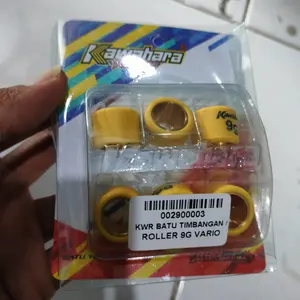 Kawahara
9G
002900003
KWR BATU TIMBANGAN /
ROLLER 9G VARIO